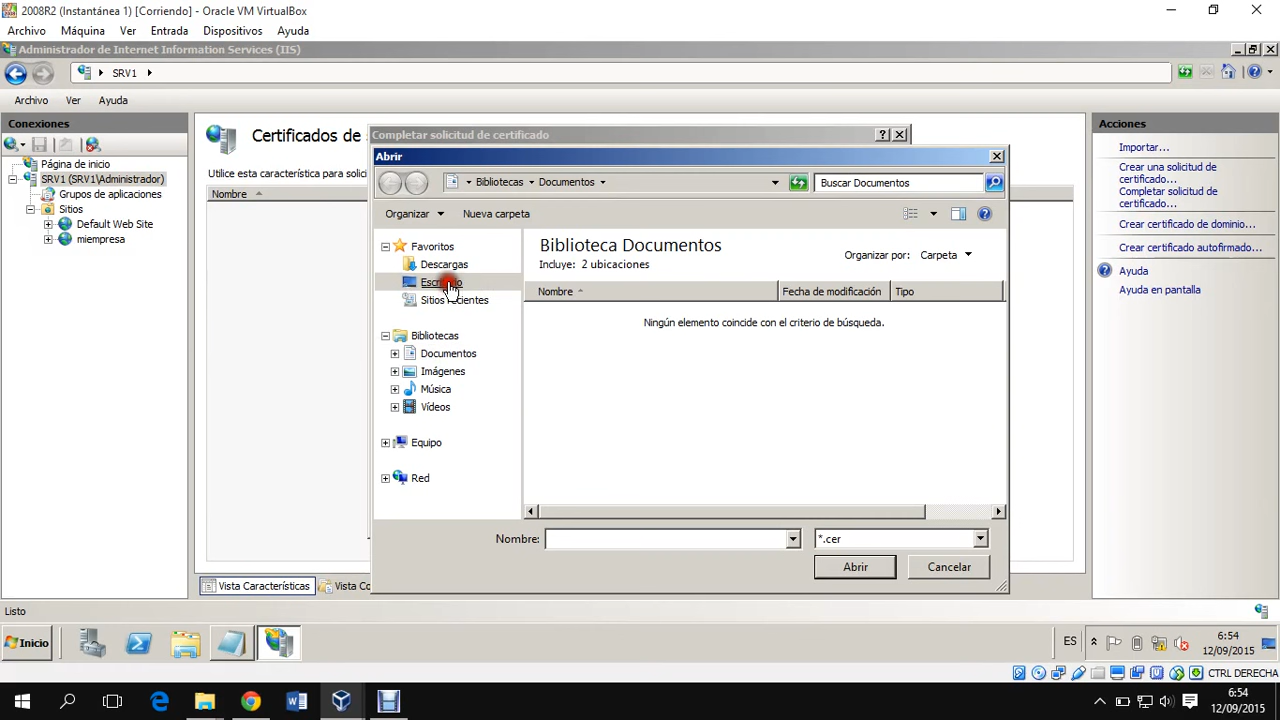 2008R2 (Instantánea 1) [Corriendo] - Oracle VM VirtualBox
Archivo Máquina Ver Entrada Dispositivos Ayuda
Administrador de Internet Information Services (IIS)
SRV1
Archivo Ver Ayuda
Conexiones
Página de inicio
SRV1 (SRV1\Administrador)
Grupos de aplicaciones
Sitios
Default Web Site
miempresa
Certificados de
Utilice esta característica para solici
Nombre
Completar solicitud de certificado
Abrir
Bibliotecas Documentos
Buscar Documentos
Organizar Nueva carpeta
Favoritos
Descargas
Sitios recientes
Bibliotecas
Documentos
Imágenes
Música
Vídeos
Equipo
Red
Biblioteca Documentos
Incluye: 2 ubicaciones
Organizar por: Carpeta
Nombre Fecha de modificación Tipo
Ningún elemento coincide con el criterio de búsqueda.
Nombre:
*.cer
Abrir Cancelar
Acciones
Importar...
Crear una solicitud de
certificado...
Completar solicitud de
certificado...
Crear certificado de dominio...
Crear certificado autofirmado...
Ayuda
Ayuda en pantalla
Vista Características Vista Co
Listo
Inicio
ES
6:54
12/09/2015
CTRL DERECHA
6:54
12/09/2015